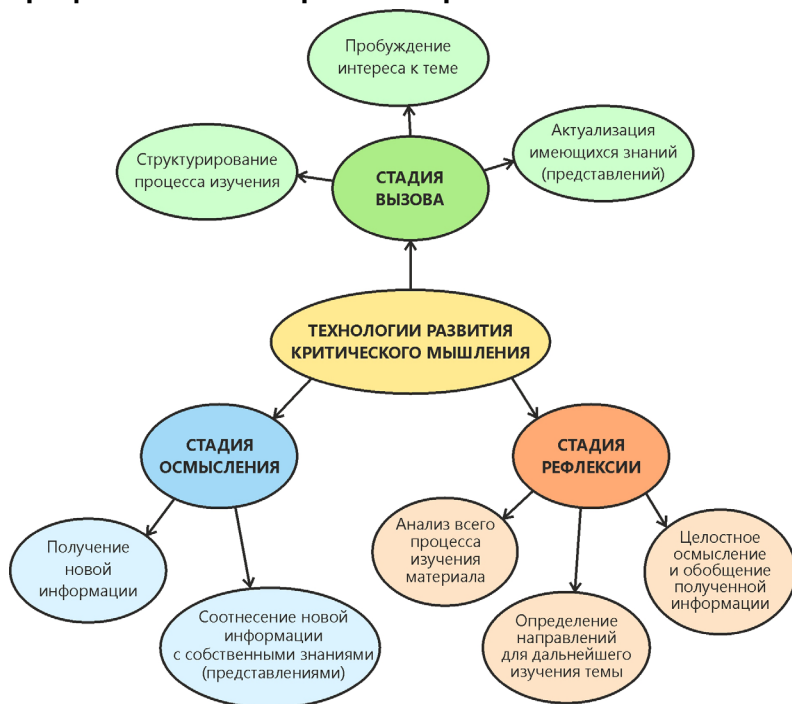 Пробуждение
интереса к теме
Структурирование
процесса изучения
Актуализация
имеющихся знаний
(представлений)
СТАДИЯ
ВЫЗОВА
ТЕХНОЛОГИИ РАЗВИТИЯ
КРИТИЧЕСКОГО МЫШЛЕНИЯ
СТАДИЯ
ОСМЫСЛЕНИЯ
СТАДИЯ
РЕФЛЕКСИИ
Получение
новой
информации
Соотнесение новой
информации
с собственными знаниями
(представлениями)
Анализ всего
процесса
изучения
материала
Определение
направлений
для дальнейшего
изучения темы
Целостное
осмысление
и обобщение
полученной
информации